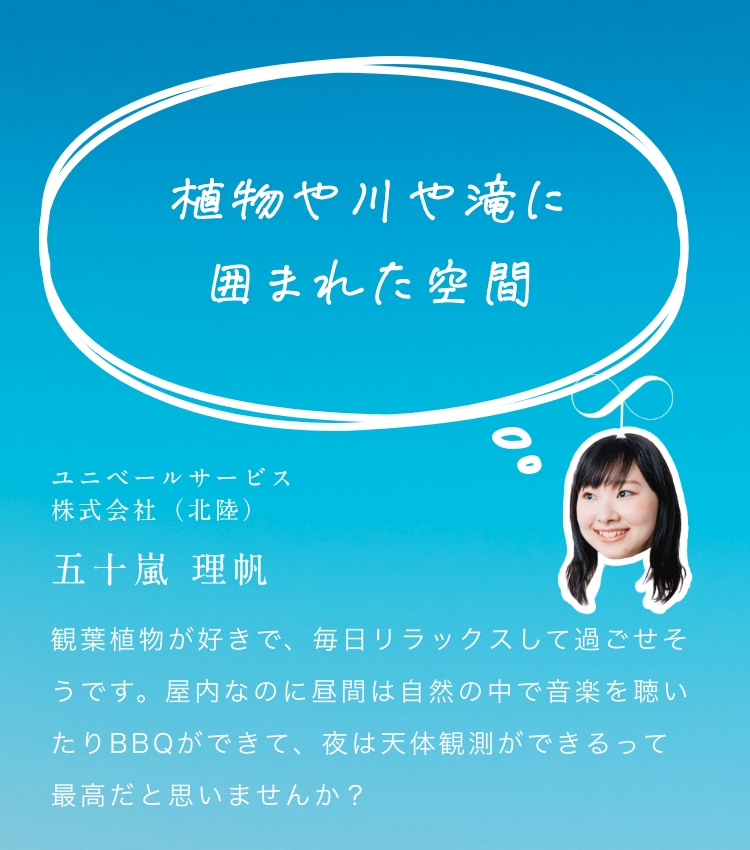 植物や川や滝に
囲まれた空間
ユニベールサービス
株式会社（北陸）
五十嵐 理帆
観葉植物が好きで、毎日リラックスして過ごせそ
うです。屋内なのに昼間は自然の中で音楽を聴い
たりBBQができて、夜は天体観測ができるって
最高だと思いませんか？